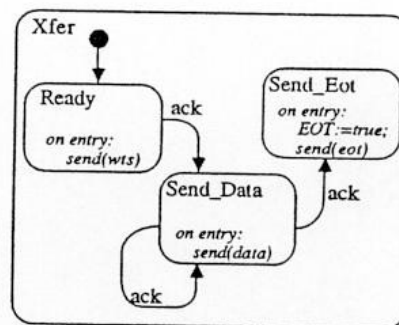 Xfer
Ready
on entry:
send(wts)
ack
Send_Eot
on entry:
EOT:=true;
send(eot)
Send_Data
on entry:
send(data)
ack
ack